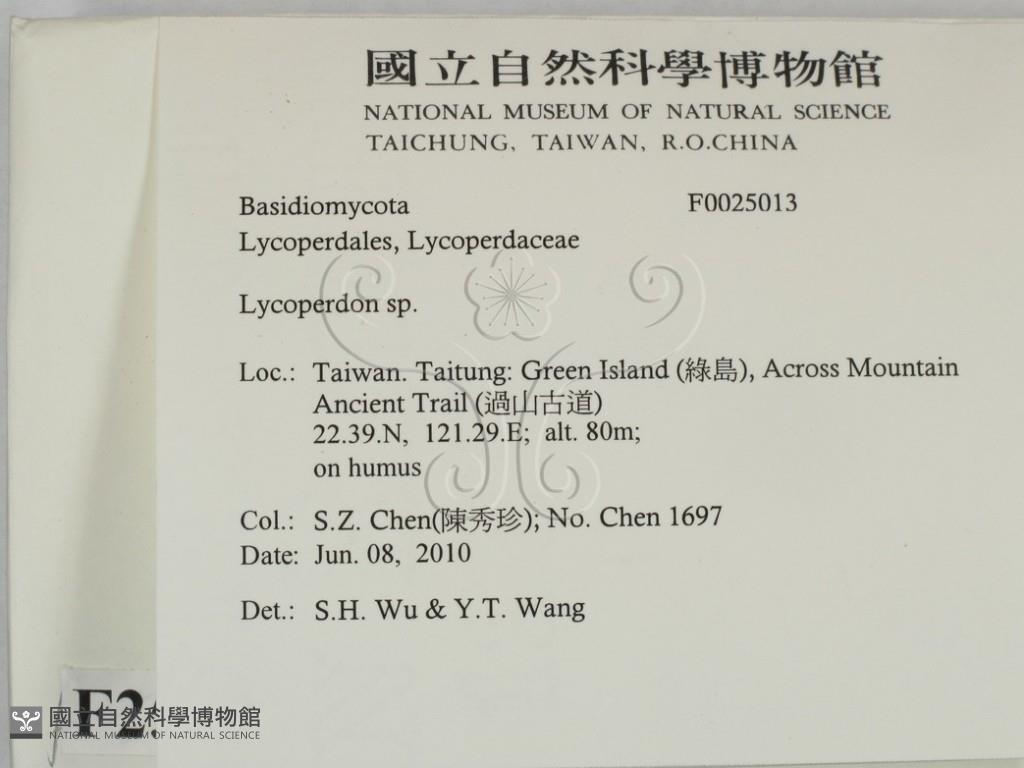 國立自然科學博物館
NATIONAL MUSEUM OF NATURAL SCIENCE
TAICHUNG, TAIWAN, R.O.CHINA
Basidiomycota F0025013
Lycoperdales, Lycoperdaceae
Lycoperdon sp.
Loc.: Taiwan. Taitung: Green Island (綠島), Across Mountain
Ancient Trail (過山古道)
22.39.N, 121.29.E; alt. 80m;
on humus
Col.: S.Z. Chen(陳秀珍); No. Chen 1697
Date: Jun. 08, 2010
Det.: S.H. Wu & Y.T. Wang
F2
國立自然科學博物館
NATIONAL MUSEUM OF NATURAL SCIENCE